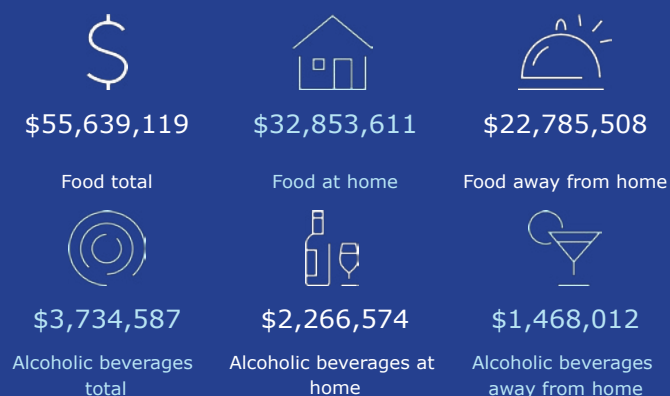 $55,639,119
$32,853,611
$22,785,508
Food total
Food at home
Food away from home
$3,734,587
$2,266,574
$1,468,012
Alcoholic beverages
total
Alcoholic beverages at
home
Alcoholic beverages
away from home